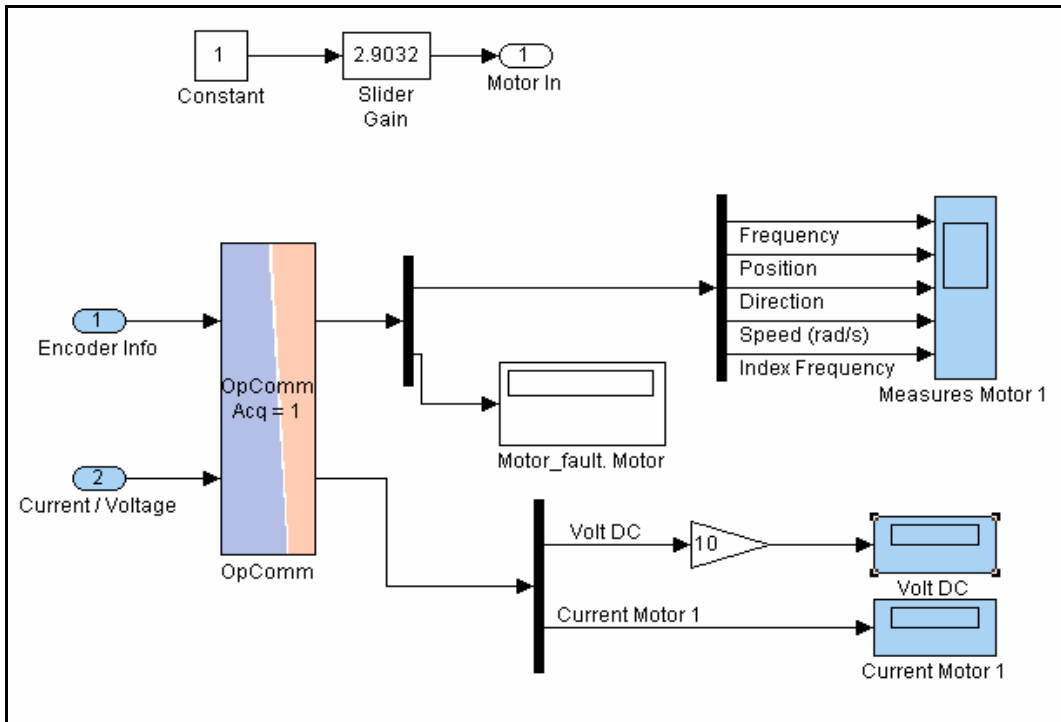 1
Constant
2.9032
Slider
Gain
1
Motor In
1
Encoder Info
2
Current / Voltage
OpComm
Acq = 1
OpComm
Frequency
Position
Direction
Speed (rad/s)
Index Frequency
Measures Motor 1
Motor_fault. Motor
Volt DC
10
Volt DC
Current Motor 1
Current Motor 1